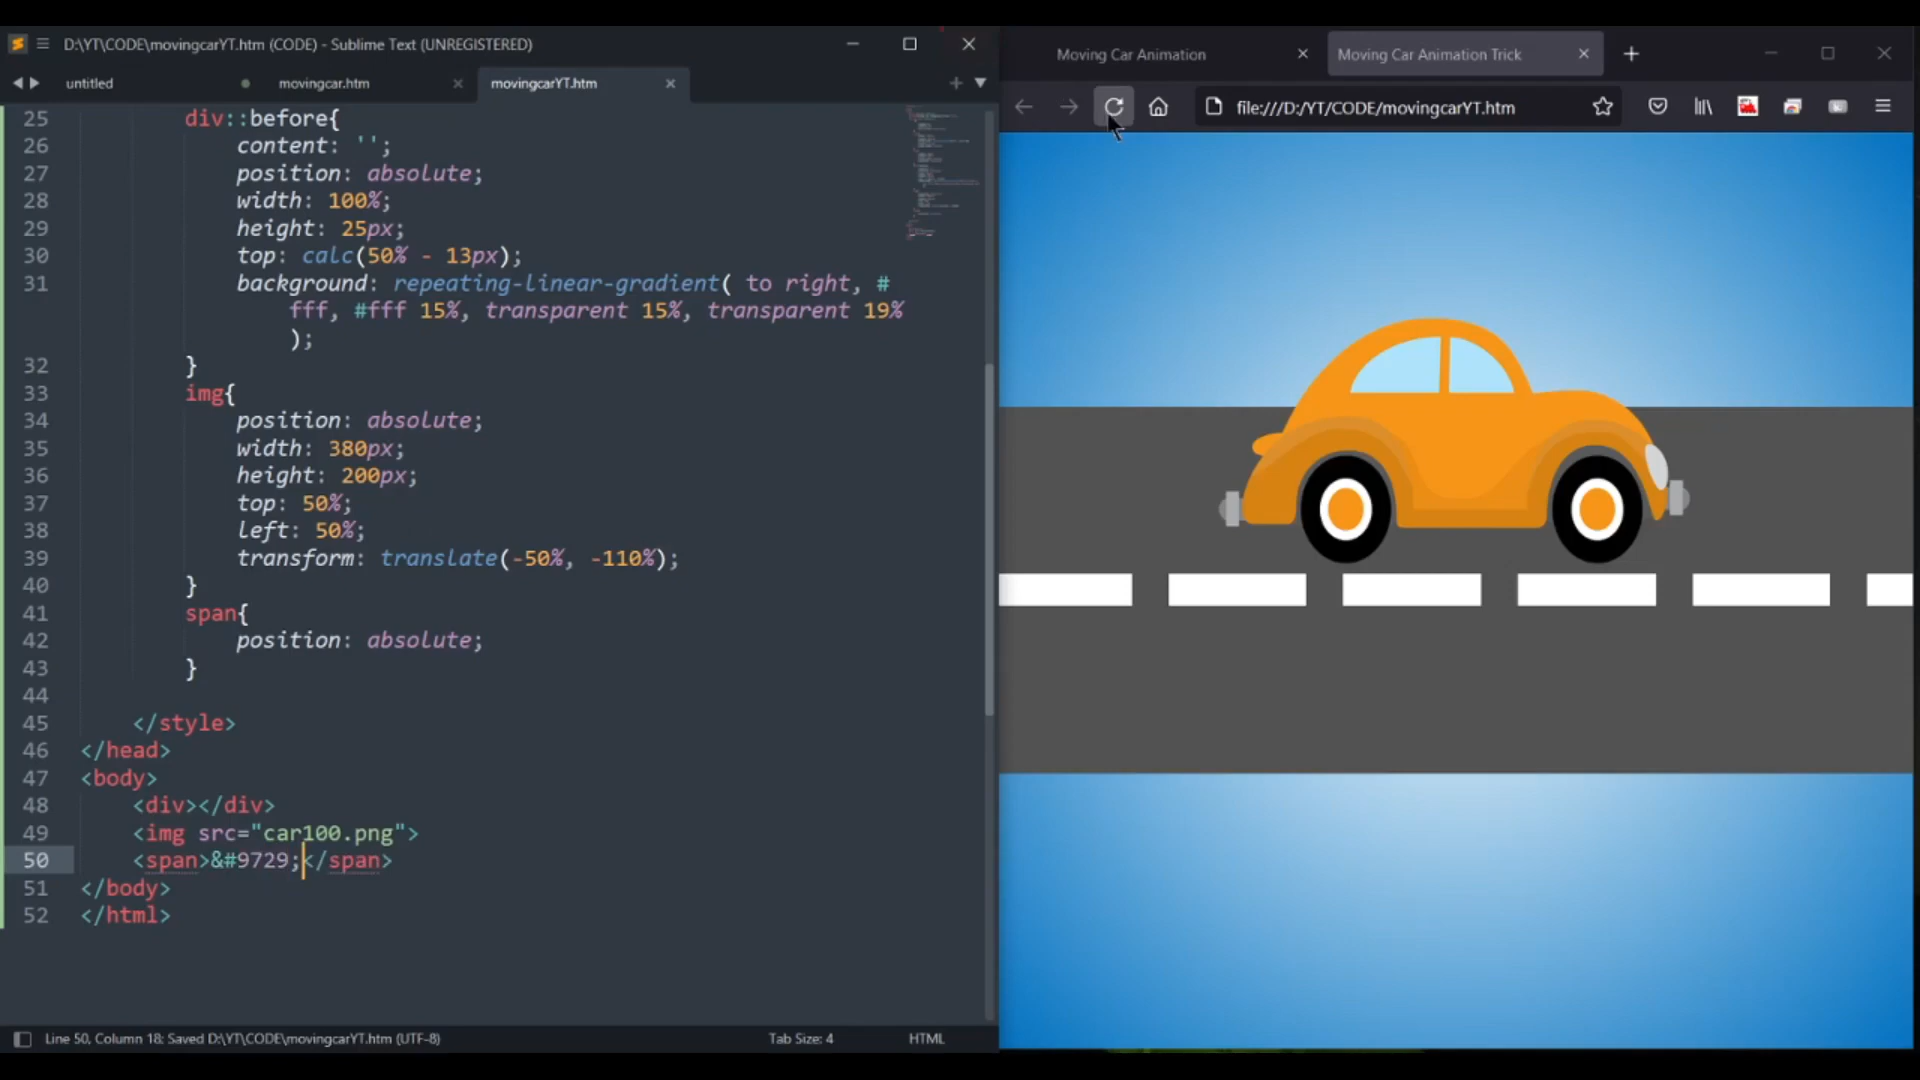 D:\YT\CODE\movingcarYT.htm (CODE) - Sublime Text (UNREGISTERED)
untitled
movingcar.htm
movingcarYT.htm
25 div::before{
26 content: '';
27 position: absolute;
28 width: 100%;
29 height: 25px;
30 top: calc(50% - 13px);
31 background: repeating-linear-gradient( to right, #
fff, #fff 15%, transparent 15%, transparent 19%
);
32 }
33 img{
34 position: absolute;
35 width: 380px;
36 height: 200px;
37 top: 50%;
38 left: 50%;
39 transform: translate(-50%, -110%);
40 }
41 span{
42 position: absolute;
43 }
44
45 </style>
46 </head>
47 <body>
48 <div></div>
49 <img src="car100.png">
50 <span>&#9729;</span>
51 </body>
52 </html>
Line 50, Column 18; Saved D:\YT\CODE\movingcarYT.htm (UTF-8)
Tab Size: 4
HTML
Moving Car Animation
Moving Car Animation Trick
file:///D:/YT/CODE/movingcarYT.htm